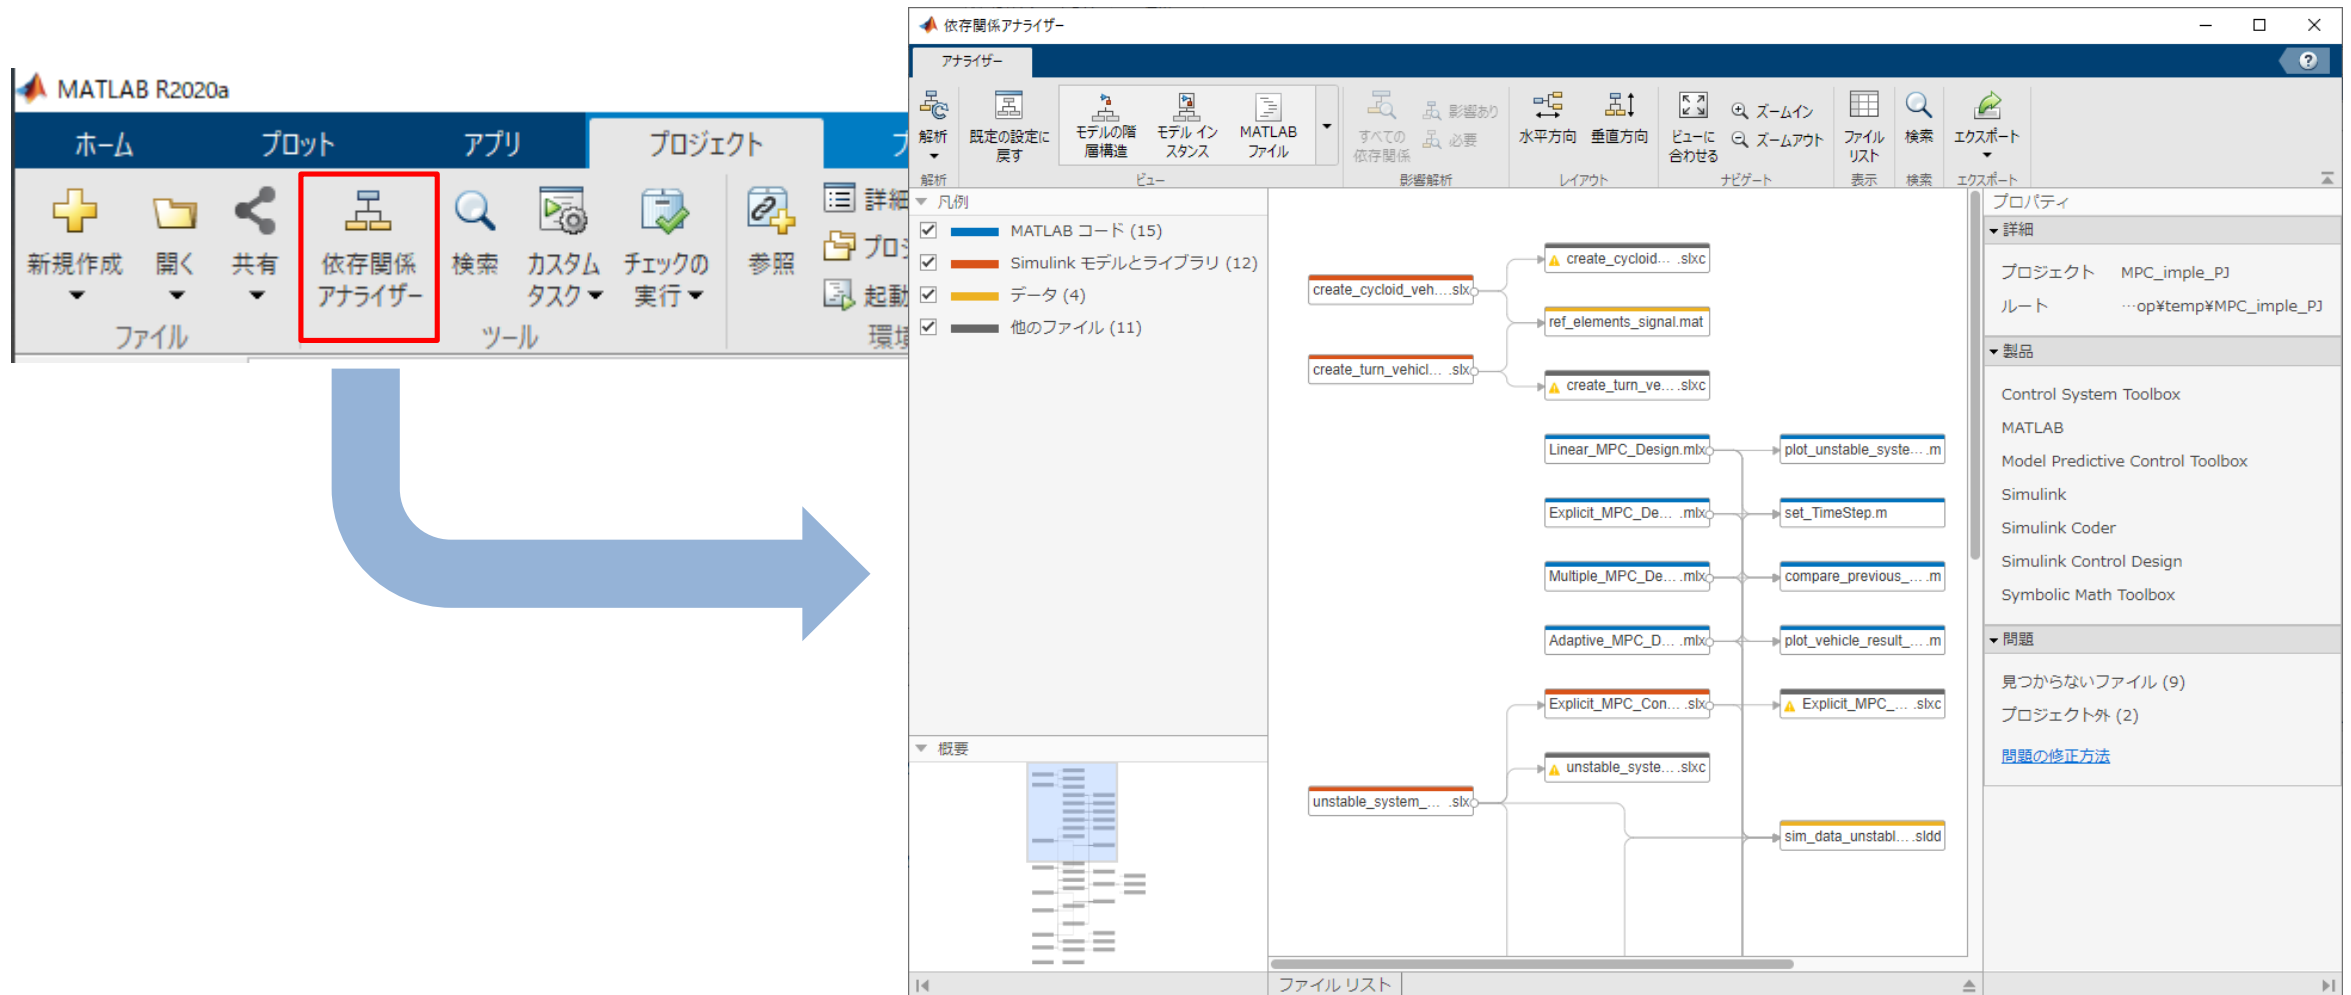 MATLAB R2020a
ホーム プロット アプリ プロジェクト
新規作成 開く 共有 依存関係 アナライザー 検索 カスタム タスク チェックの 実行 参照
ファイル ツール
依存関係アナライザー
アナライザー
解析 既定の設定に 戻す モデルの階 層構造 モデル イン スタンス MATLAB ファイル すべての 依存関係 影響あり 必要 水平方向 垂直方向 ビューに 合わせる ズームイン ズームアウト ファイル リスト 検索 エクスポート
解析 ビュー 影響解析 レイアウト ナビゲート 表示 検索 エクスポート
凡例
MATLAB コード (15)
Simulink モデルとライブラリ (12)
データ (4)
他のファイル (11)
概要
create_cycloid_veh....slx
create_turn_vehicl... .slx
create_cycloid... .slxc
ref_elements_signal.mat
create_turn_ve... .slxc
Linear_MPC_Design.mlx
plot_unstable_syste... .m
Explicit_MPC_De... .mlx
set_TimeStep.m
Multiple_MPC_De... .mlx
compare_previous_... .m
Adaptive_MPC_D... .mlx
plot_vehicle_result_... .m
Explicit_MPC_Con... .slx
Explicit_MPC_... .slxc
unstable_syste... .slxc
unstable_system_... .slx
sim_data_unstabl... .sldd
ファイル リスト
プロパティ
詳細
プロジェクト MPC_imple_PJ
ルート …op¥temp¥MPC_imple_PJ
製品
Control System Toolbox
MATLAB
Model Predictive Control Toolbox
Simulink
Simulink Coder
Simulink Control Design
Symbolic Math Toolbox
問題
見つからないファイル (9)
プロジェクト外 (2)
問題の修正方法